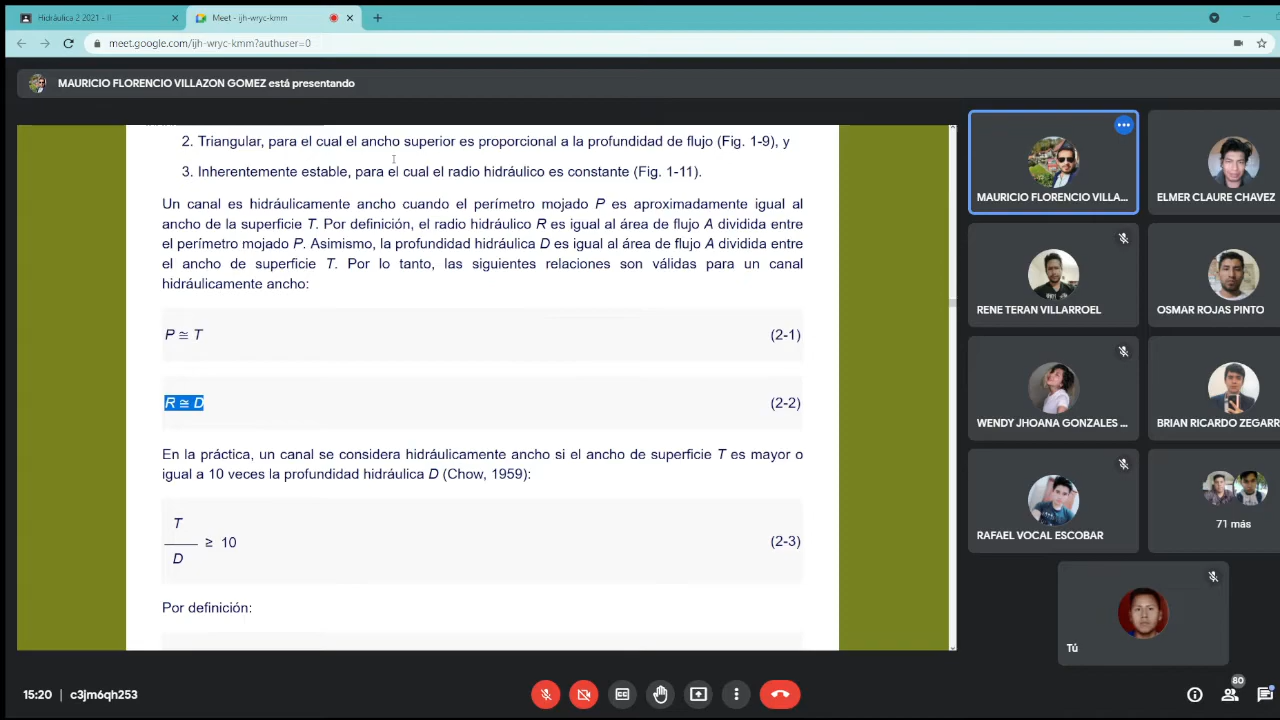 Hidráulica 2 2021 - II
Meet - ijh-wryc-kmm
meet.google.com/ijh-wryc-kmm?authuser=0
MAURICIO FLORENCIO VILLAZON GOMEZ está presentando
2. Triangular, para el cual el ancho superior es proporcional a la profundidad de flujo (Fig. 1-9), y
3. Inherentemente estable, para el cual el radio hidráulico es constante (Fig. 1-11).
Un canal es hidráulicamente ancho cuando el perímetro mojado P es aproximadamente igual al
ancho de la superficie T. Por definición, el radio hidráulico R es igual al área de flujo A dividida entre
el perímetro mojado P. Asimismo, la profundidad hidráulica D es igual al área de flujo A dividida entre
el ancho de superficie T. Por lo tanto, las siguientes relaciones son válidas para un canal
hidráulicamente ancho:
P ≅ T (2-1)
R ≅ D (2-2)
En la práctica, un canal se considera hidráulicamente ancho si el ancho de superficie T es mayor o
igual a 10 veces la profundidad hidráulica D (Chow, 1959):
T
≥ 10 (2-3)
D
Por definición:
MAURICIO FLORENCIO VILLA...
ELMER CLAURE CHAVEZ
RENE TERAN VILLARROEL
OSMAR ROJAS PINTO
WENDY JHOANA GONZALES ...
BRIAN RICARDO ZEGARR
RAFAEL VOCAL ESCOBAR
71 más
Tú
15:20 | c3jm6qh253
80